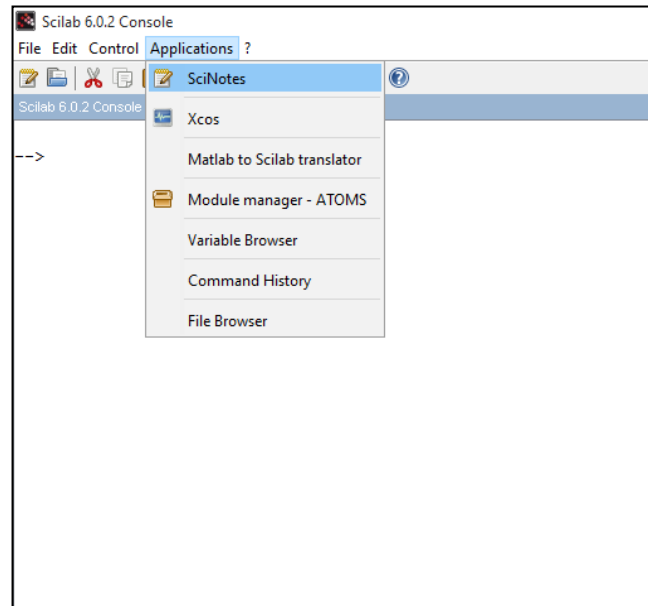 Scilab 6.0.2 Console
File Edit Control Applications ?
SciNotes
Scilab 6.0.2 Console
Xcos
-->
Matlab to Scilab translator
Module manager - ATOMS
Variable Browser
Command History
File Browser